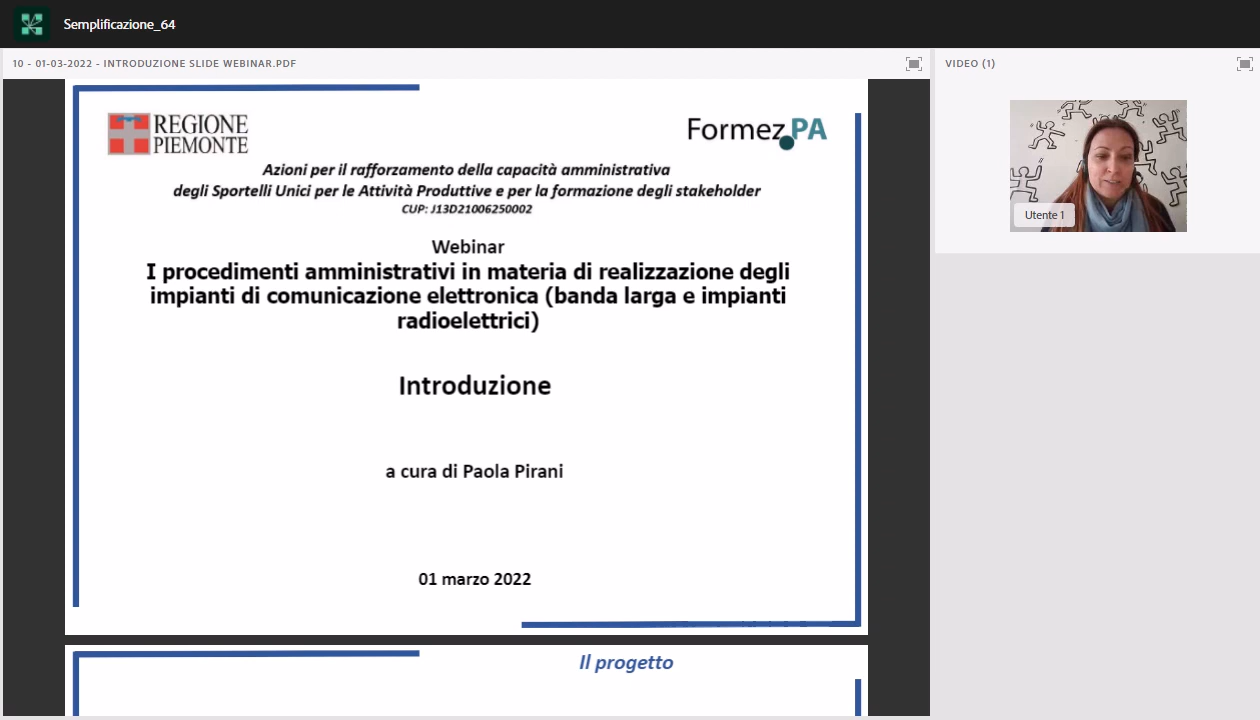 Semplificazione_64
10 - 01-03-2022 - INTRODUZIONE SLIDE WEBINAR.PDF
VIDEO (1)
REGIONE
PIEMONTE
Formez PA
Azioni per il rafforzamento della capacità amministrativa
degli Sportelli Unici per le Attività Produttive e per la formazione degli stakeholder
CUP: J13D21006250002
Webinar
I procedimenti amministrativi in materia di realizzazione degli
impianti di comunicazione elettronica (banda larga e impianti
radioelettrici)
Introduzione
a cura di Paola Pirani
01 marzo 2022
Il progetto
Utente 1